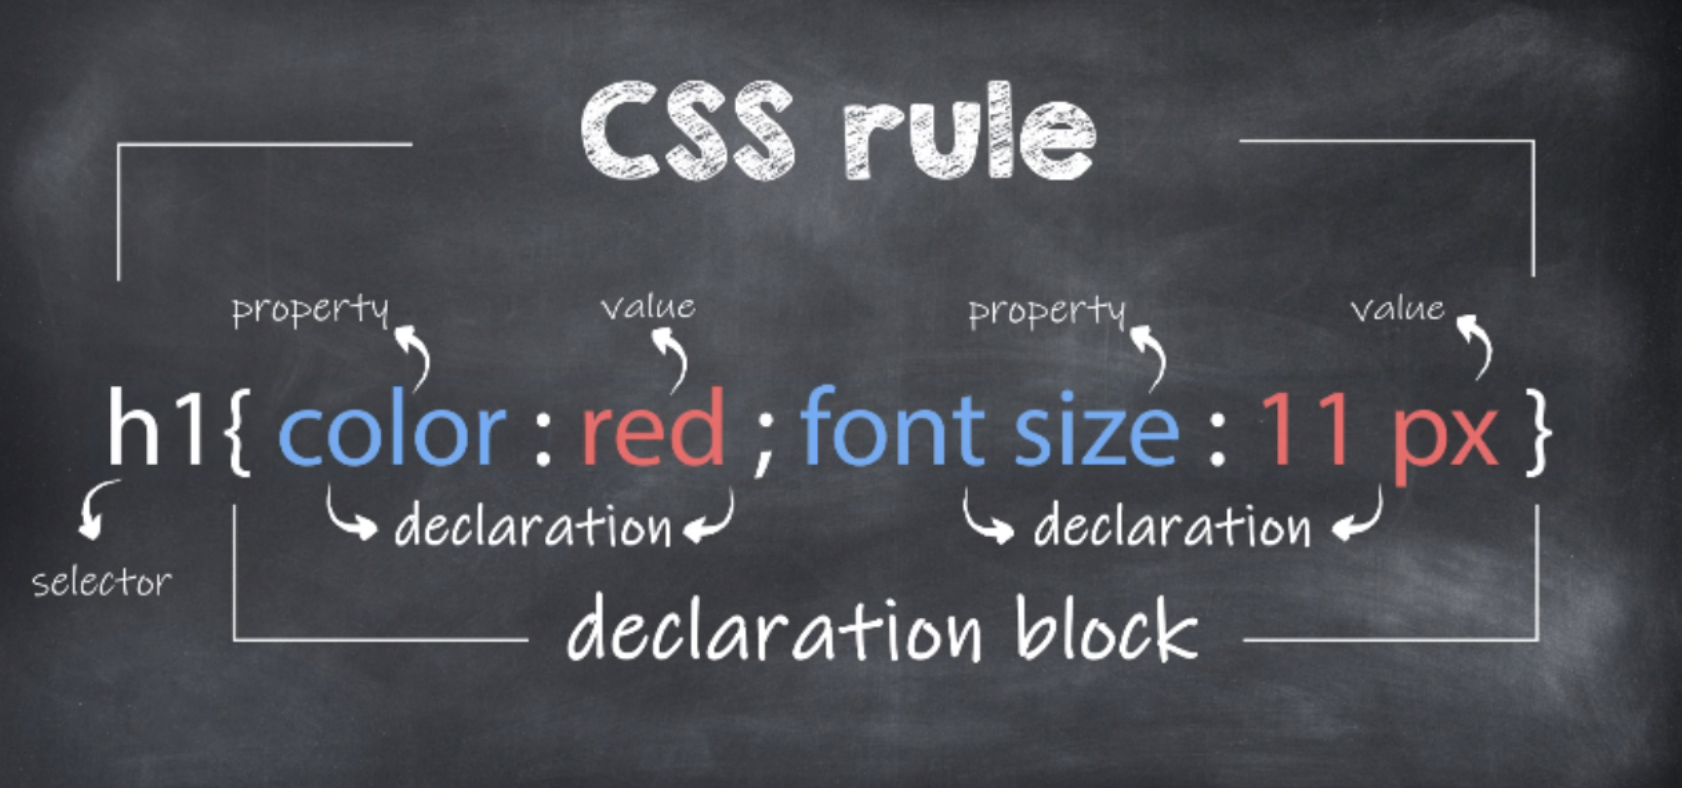 CSS rule
property value property value
h1{ color : red ; font size : 11 px }
declaration declaration
selector
declaration block